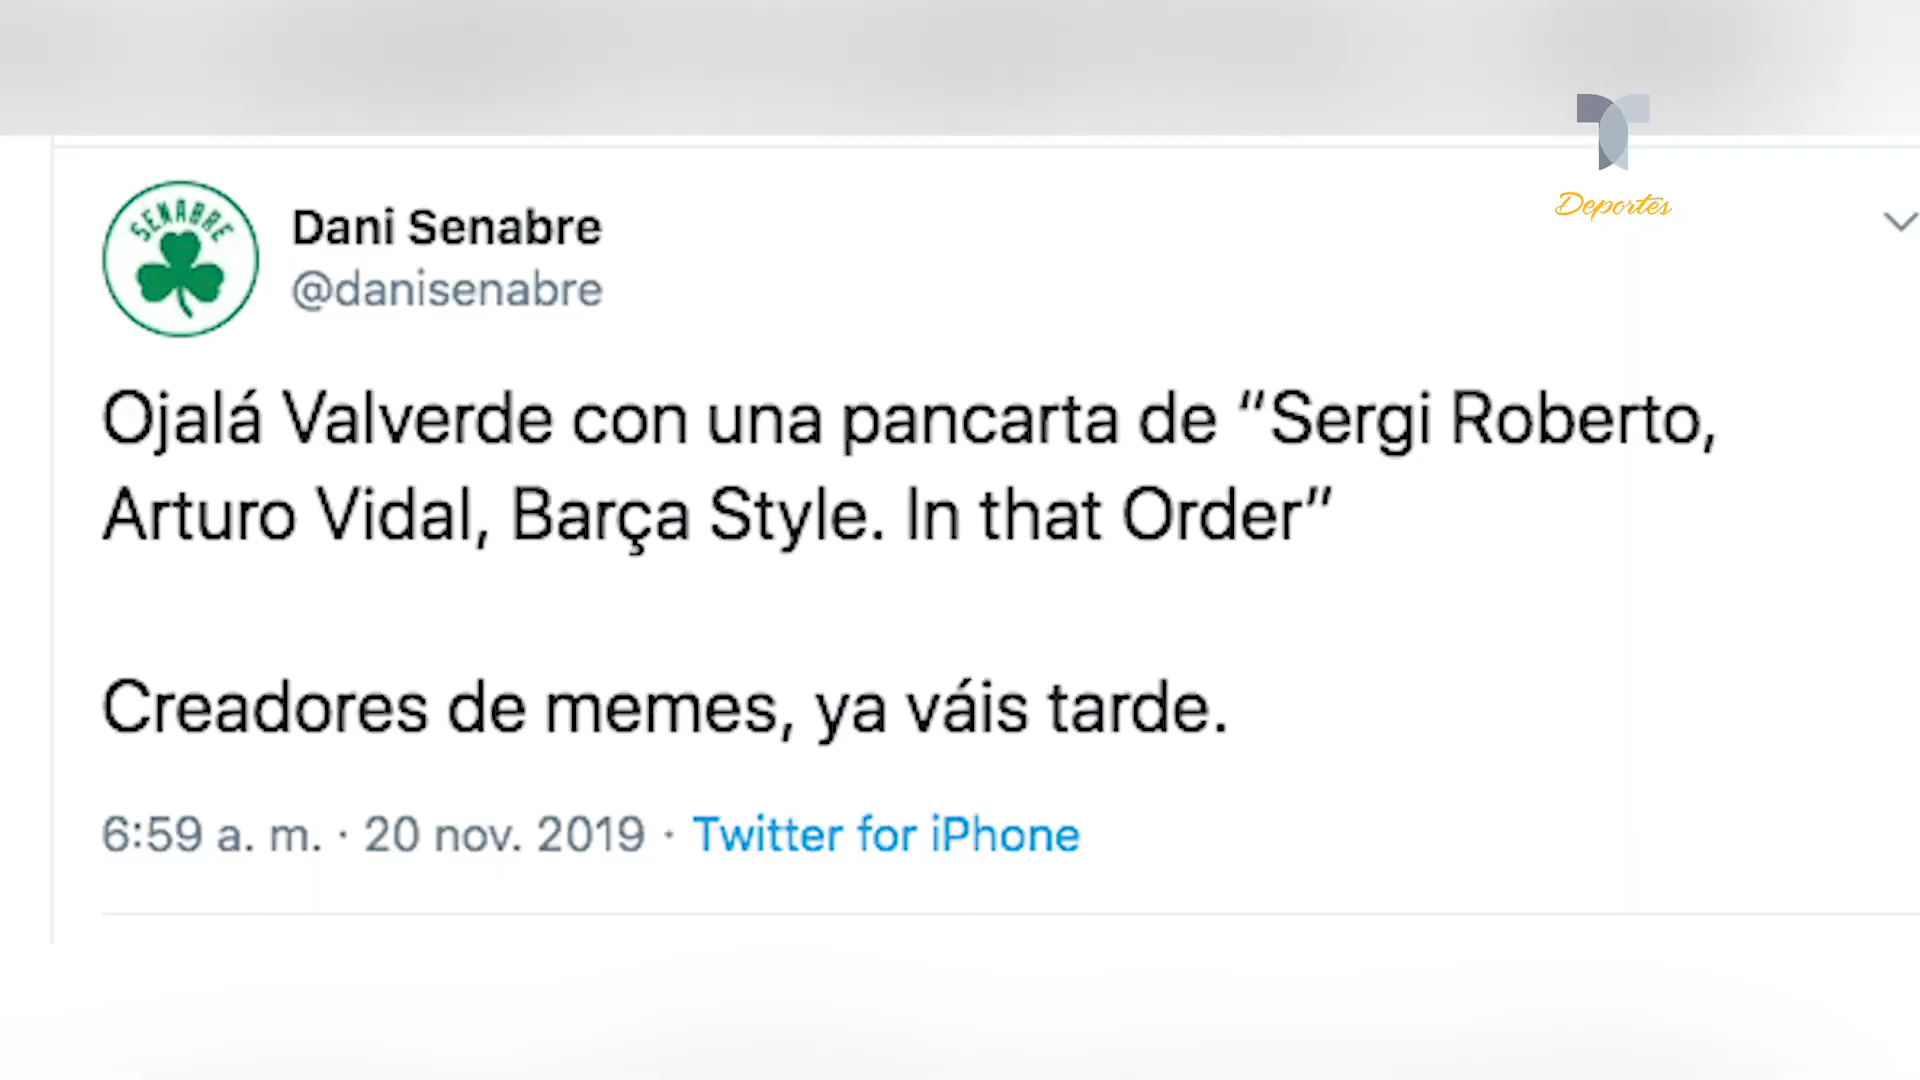 Deportes
SENABRE
Dani Senabre
@danisenabre
Ojalá Valverde con una pancarta de “Sergi Roberto,
Arturo Vidal, Barça Style. In that Order”
Creadores de memes, ya váis tarde.
6:59 a. m. · 20 nov. 2019 · Twitter for iPhone